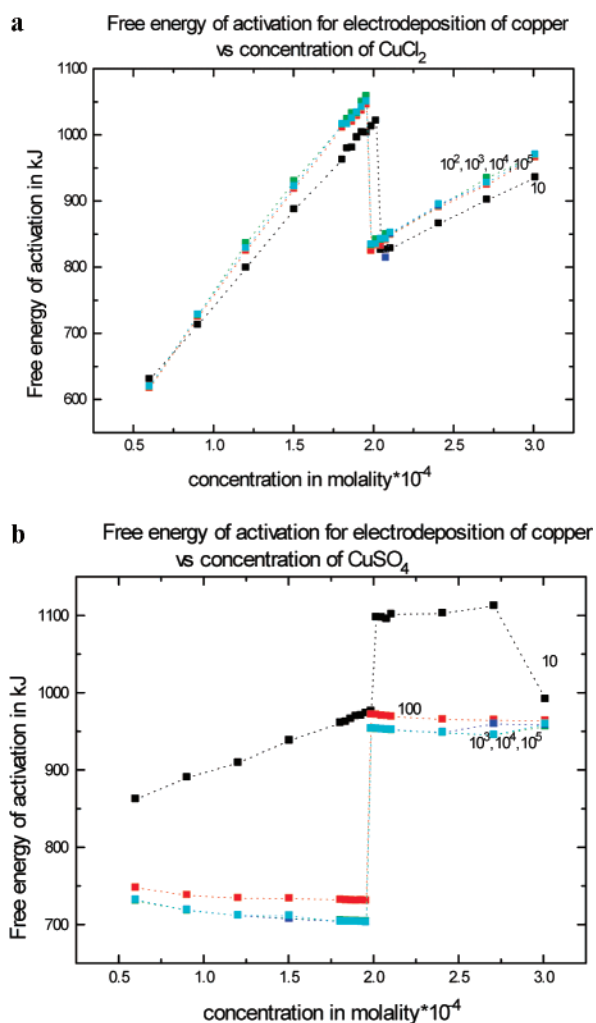 a
Free energy of activation for electrodeposition of copper
vs concentration of CuCl₂
1100
1000
900
800
700
600
10², 10³, 10⁴, 10⁵
10
0.5 1.0 1.5 2.0 2.5 3.0
Free energy of activation in kJ
concentration in molality*10⁻⁴
b
Free energy of activation for electrodeposition of copper
vs concentration of CuSO₄
1100
1000
900
800
700
10
100
10³, 10⁴, 10⁵
0.5 1.0 1.5 2.0 2.5 3.0
Free energy of activation in kJ
concentration in molality*10⁻⁴